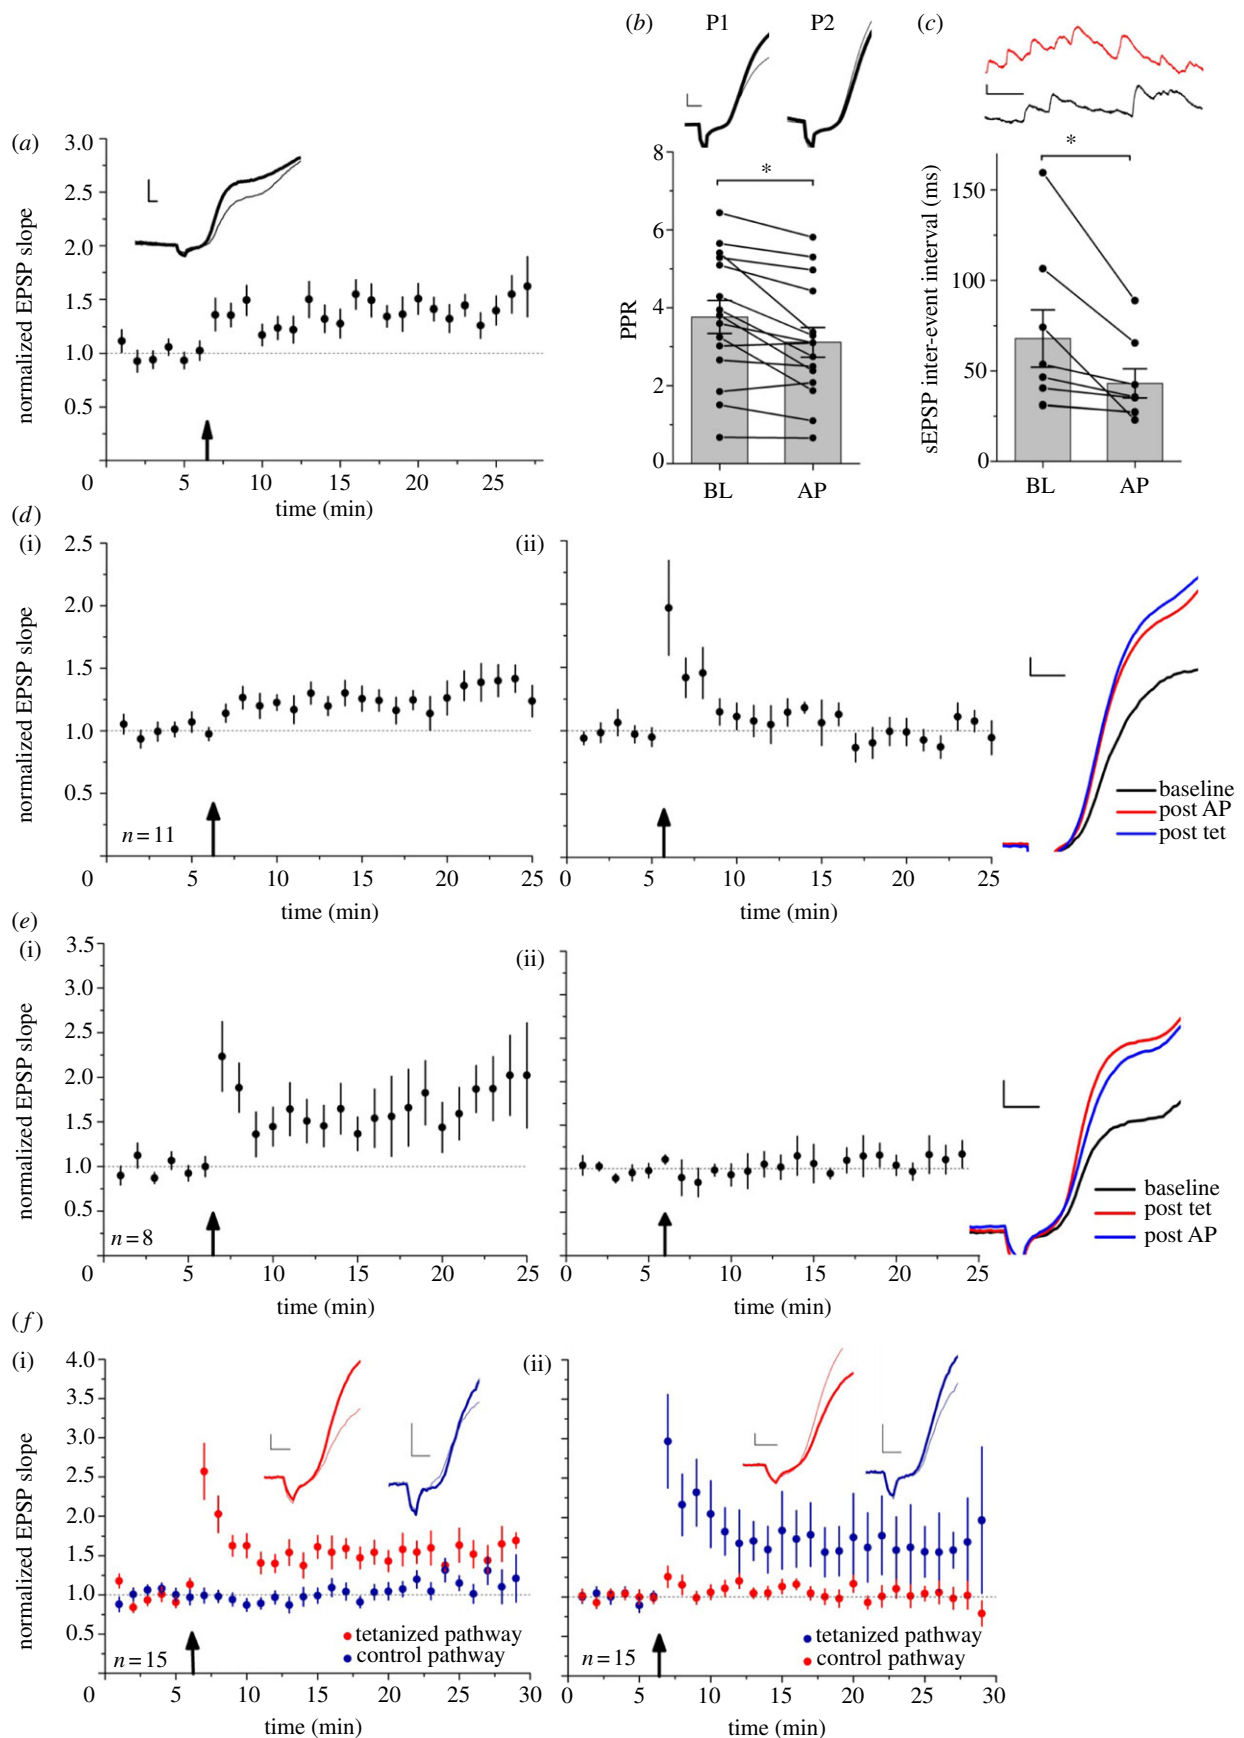 (b) P1 P2 (c)
(a)
3.0
2.5
2.0
1.5
1.0
0.5
0 5 10 15 20 25
normalized EPSP slope
time (min)
8
6
4
2
0
PPR
*
BL AP
150
100
50
0
sEPSP inter-event interval (ms)
*
BL AP
(d)
(i)
2.5
2.0
1.5
1.0
0.5
0 5 10 15 20 25
normalized EPSP slope
n = 11
time (min)
(ii)
0 5 10 15 20 25
time (min)
baseline
post AP
post tet
(e)
(i)
3.5
3.0
2.5
2.0
1.5
1.0
0.5
0 5 10 15 20 25
normalized EPSP slope
n = 8
time (min)
(ii)
0 5 10 15 20 25
time (min)
baseline
post tet
post AP
(f)
(i)
4.0
3.0
2.5
2.0
1.5
1.0
0.5
0 5 10 15 20 25 30
normalized EPSP slope
tetanized pathway
control pathway
n = 15
time (min)
(ii)
tetanized pathway
control pathway
n = 15
0 5 10 15 20 25 30
time (min)